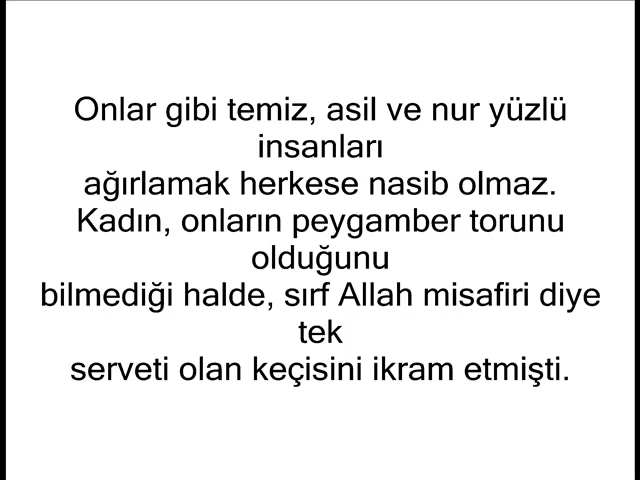 Onlar gibi temiz, asil ve nur yüzlü
insanları
ağırlamak herkese nasib olmaz.
Kadın, onların peygamber torunu
olduğunu
bilmediği halde, sırf Allah misafiri diye
tek
serveti olan keçisini ikram etmişti.